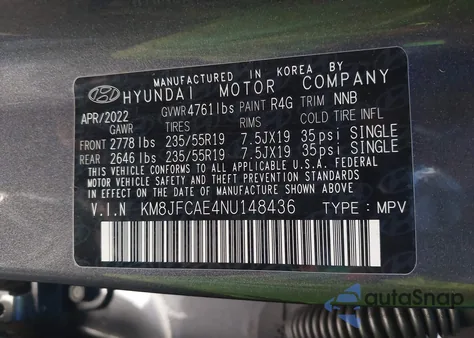 MANUFACTURED IN KOREA BY
HYUNDAI MOTOR COMPANY
APR/2022 GVWR 4761lbs PAINT R4G TRIM NNB
GAWR TIRES RIMS COLD TIRE INFL
FRONT 2778 lbs 235/55R19 7.5JX19 35psi SINGLE
REAR 2646 lbs 235/55R19 7.5JX19 35psi SINGLE
THIS VEHICLE CONFORMS TO ALL APPLICABLE U.S.A. FEDERAL
MOTOR VEHICLE SAFETY, BUMPER, AND THEFT PREVENTION STANDARDS
IN EFFECT ON THE DATE OF MANUFACTURE SHOWN ABOVE.
V.I.N KM8JFCAE4NU148436 TYPE : MPV
autoSnap